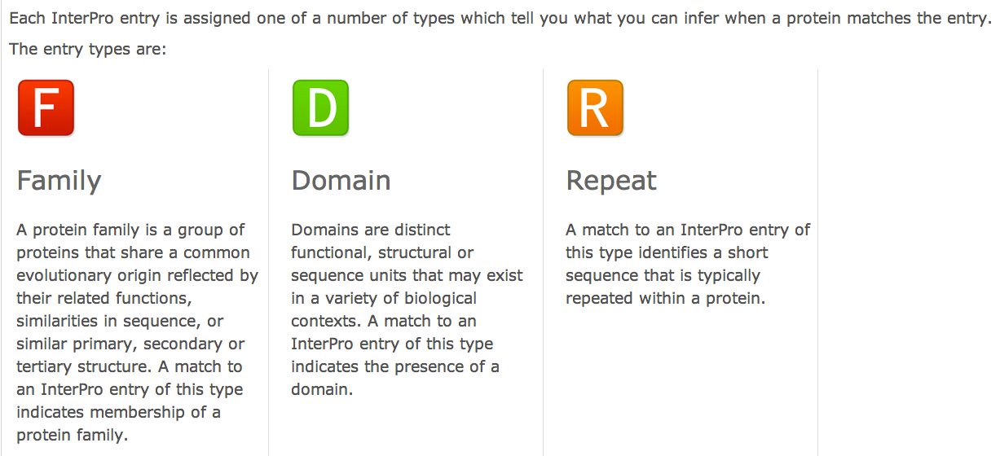 Each InterPro entry is assigned one of a number of types which tell you what you can infer when a protein matches the entry.
The entry types are:
F
Family
A protein family is a group of
proteins that share a common
evolutionary origin reflected by
their related functions,
similarities in sequence, or
similar primary, secondary or
tertiary structure. A match to
an InterPro entry of this type
indicates membership of a
protein family.
D
Domain
Domains are distinct
functional, structural or
sequence units that may exist
in a variety of biological
contexts. A match to an
InterPro entry of this type
indicates the presence of a
domain.
R
Repeat
A match to an InterPro entry of
this type identifies a short
sequence that is typically
repeated within a protein.